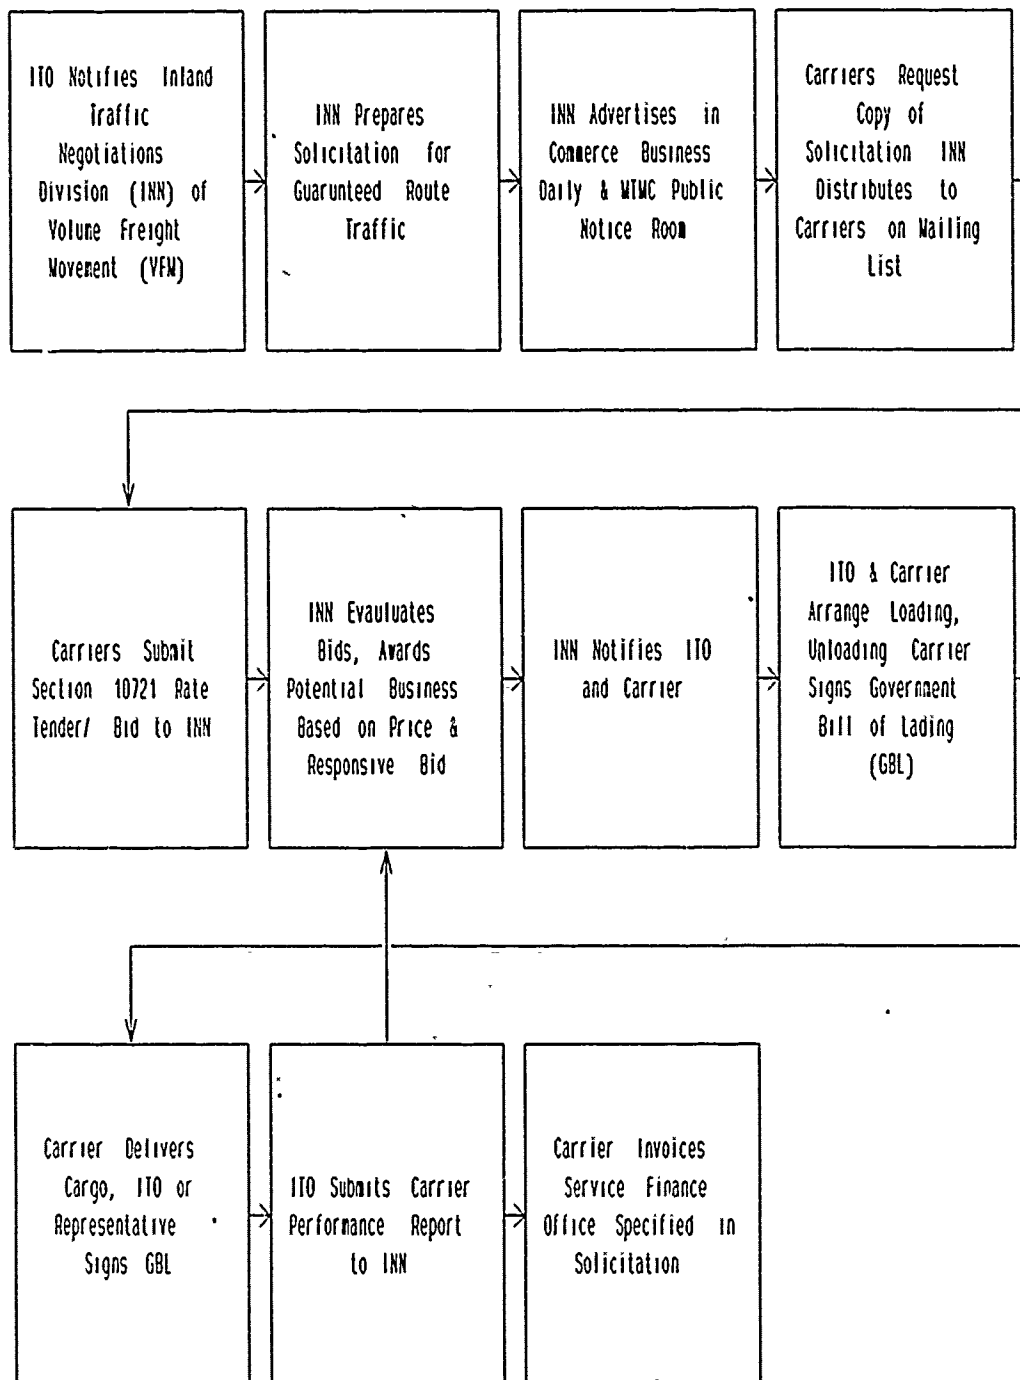 ITO Notifies Inland
Traffic
Negotiations
Division (INN) of
Volume Freight
Movement (VFM)
INN Prepares
Solicitation for
Guarunteed Route
Traffic
INN Advertises in
Commerce Business
Daily & MTMC Public
Notice Room
Carriers Request
Copy of
Solicitation INN
Distributes to
Carriers on Mailing
List
Carriers Submit
Section 10721 Rate
Tender/ Bid to INN
INN Evauluates
Bids, Awards
Potential Business
Based on Price &
Responsive Bid
INN Notifies ITO
and Carrier
ITO & Carrier
Arrange Loading,
Unloading Carrier
Signs Government
Bill of Lading
(GBL)
Carrier Delivers
Cargo, ITO or
Representative
Signs GBL
ITO Submits Carrier
Performance Report
to INN
Carrier Invoices
Service Finance
Office Specified in
Solicitation